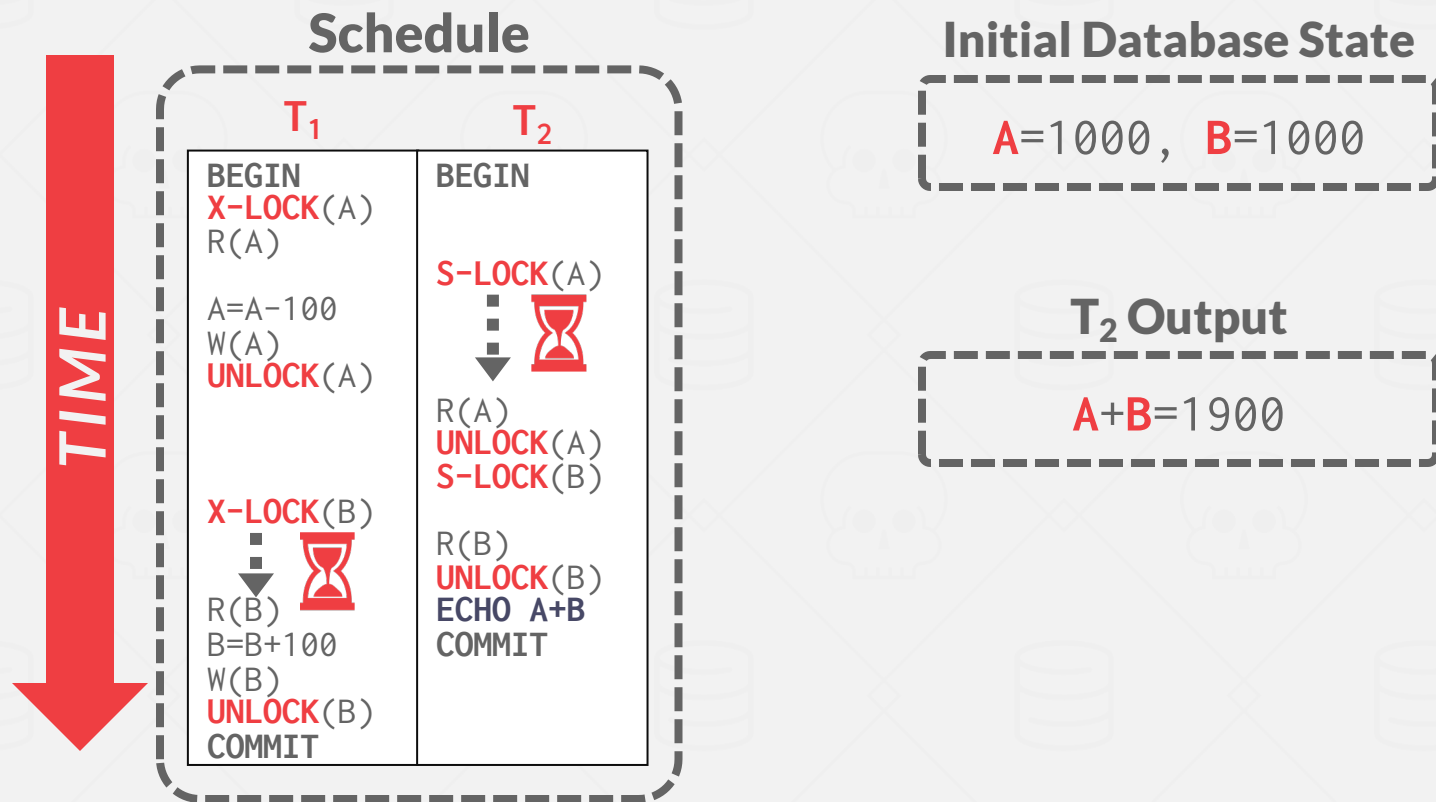 Schedule
T₁ T₂
BEGIN BEGIN
X-LOCK(A)
R(A)
S-LOCK(A)
A=A-100
W(A)
UNLOCK(A)
R(A)
UNLOCK(A)
S-LOCK(B)
X-LOCK(B)
R(B)
UNLOCK(B)
R(B) ECHO A+B
B=B+100 COMMIT
W(B)
UNLOCK(B)
COMMIT
TIME
Initial Database State
A=1000, B=1000
T₂ Output
A+B=1900